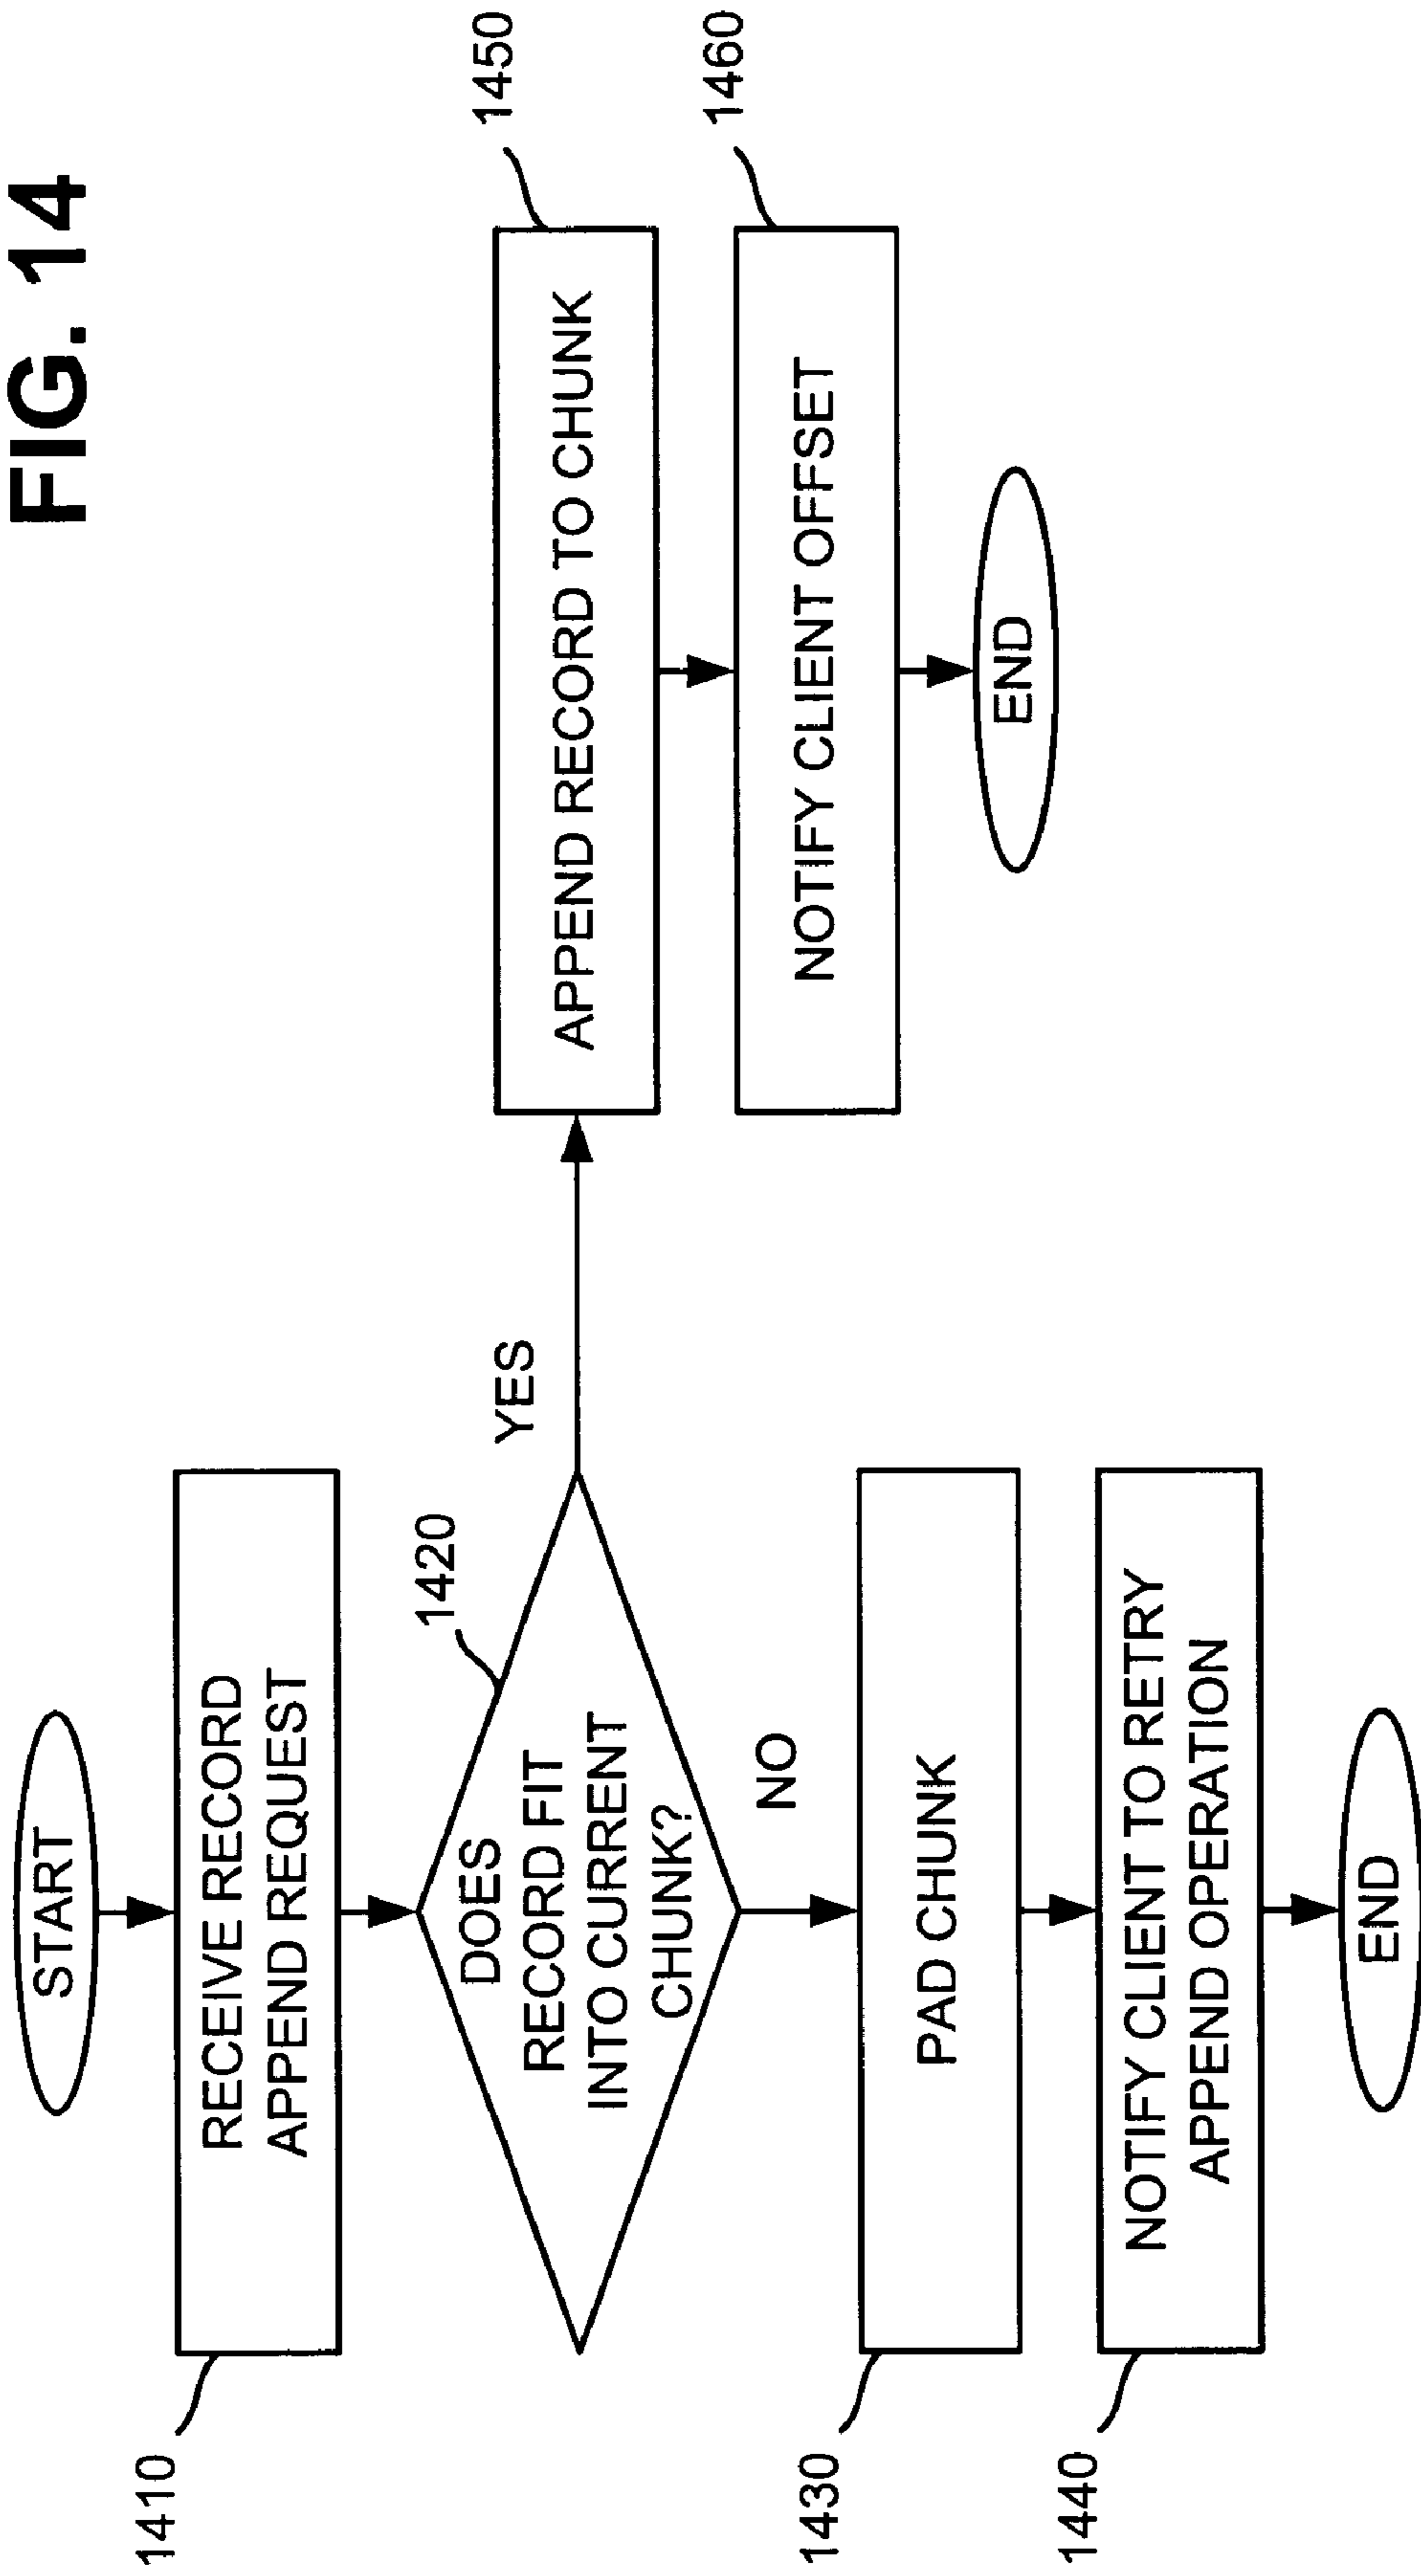 FIG. 14
START
1410
RECEIVE RECORD
APPEND REQUEST
1420
DOES
RECORD FIT
INTO CURRENT
CHUNK?
YES
1450
APPEND RECORD TO CHUNK
1460
NOTIFY CLIENT OFFSET
END
NO
1430
PAD CHUNK
1440
NOTIFY CLIENT TO RETRY
APPEND OPERATION
END